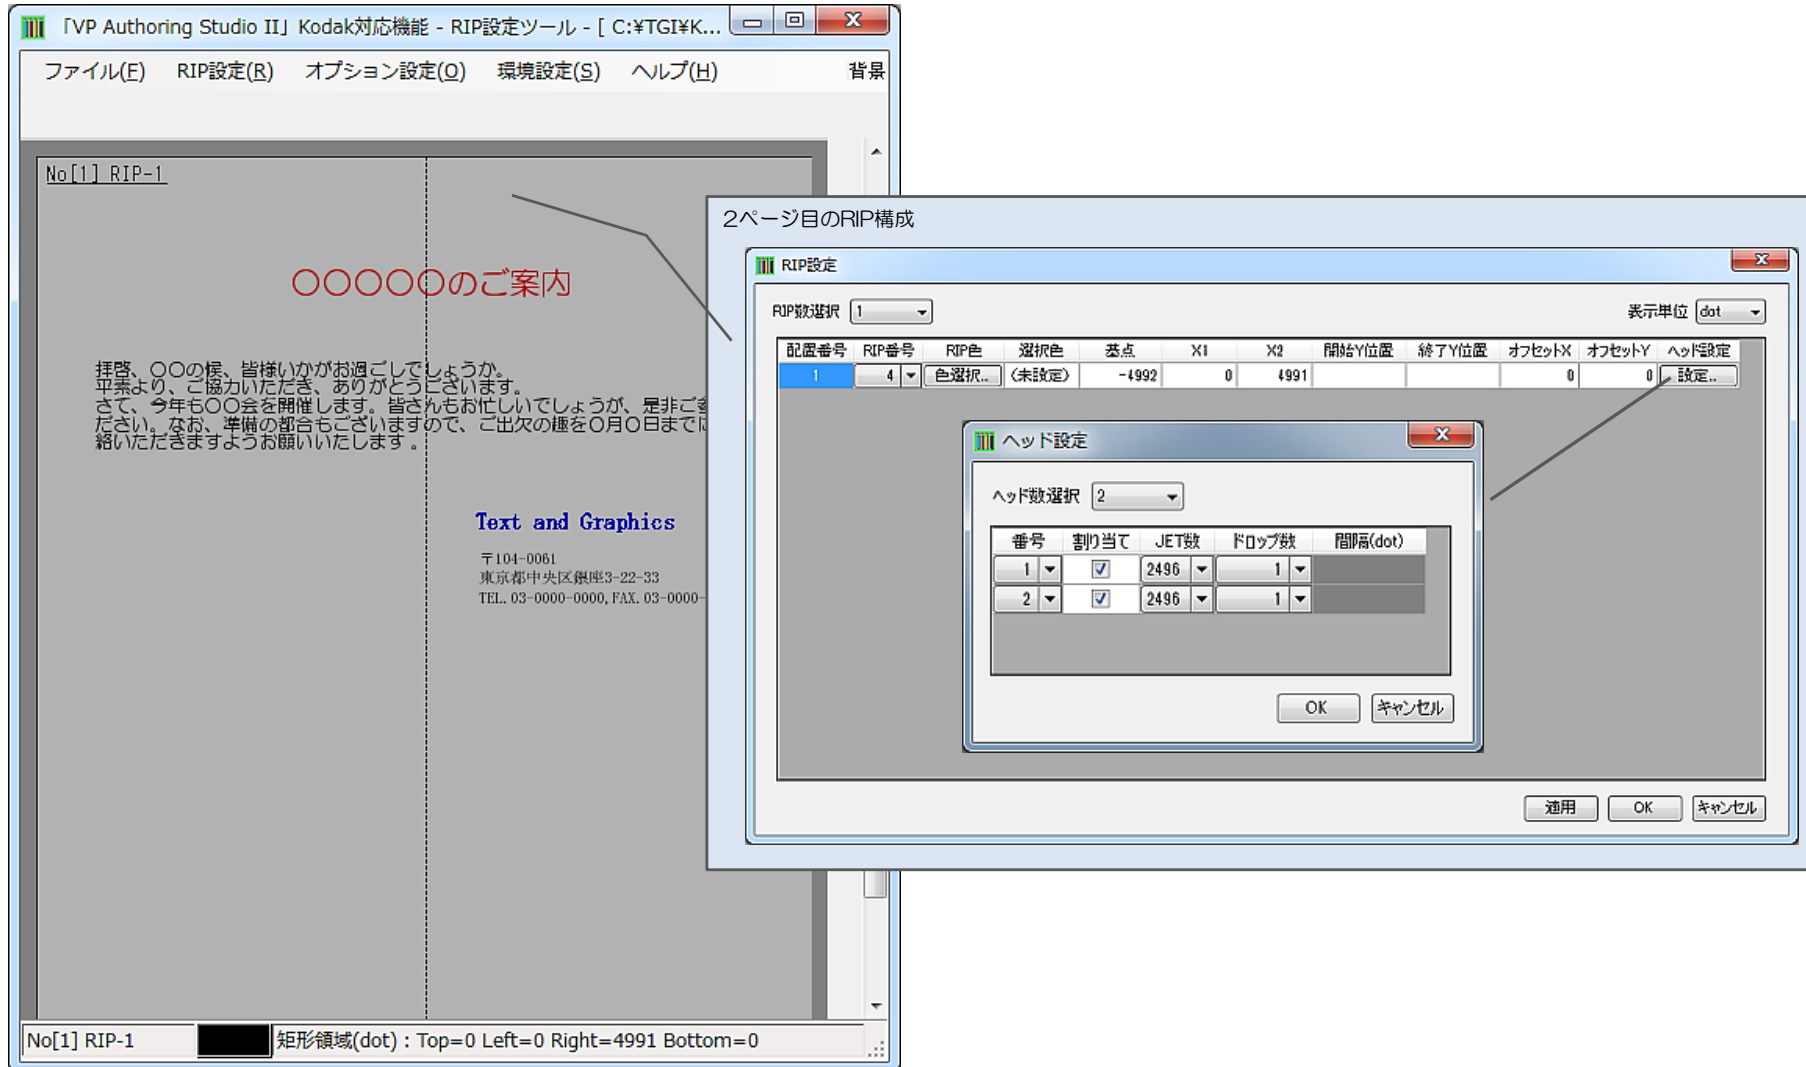 「VP Authoring Studio II」Kodak対応機能 - RIP設定ツール - [ C:¥TGI¥K...
ファイル(F) RIP設定(R) オプション設定(O) 環境設定(S) ヘルプ(H) 背景
No[1] RIP-1
〇〇〇〇〇のご案内
拝啓、〇〇の候、皆様いかがお過ごしでしょうか。
平素より、ご協力いただき、ありがとうございます。
さて、今年も〇〇会を開催します。皆さんもお忙しいでしょうが、是非ご
ださい。なお、準備の都合もございますので、ご出欠の趣を〇月〇日まで
絡いただきますようお願いいたします。
Text and Graphics
〒104-0061
東京都中央区銀座3-22-33
TEL. 03-0000-0000, FAX. 03-0000-
No[1] RIP-1 矩形領域(dot) : Top=0 Left=0 Right=4991 Bottom=0
2ページ目のRIP構成
RIP設定
RIP数選択 1 表示単位 dot
配置番号 RIP番号 RIP色 選択色 基点 X1 X2 開始Y位置 終了Y位置 オフセットX オフセットY ヘッド設定
1 4 色選択... (未設定) -4992 0 4991 0 0 設定...
ヘッド設定
ヘッド数選択 2
番号 割り当て JET数 ドロップ数 間隔(dot)
1 2496 1
2 2496 1
OK キャンセル
適用 OK キャンセル